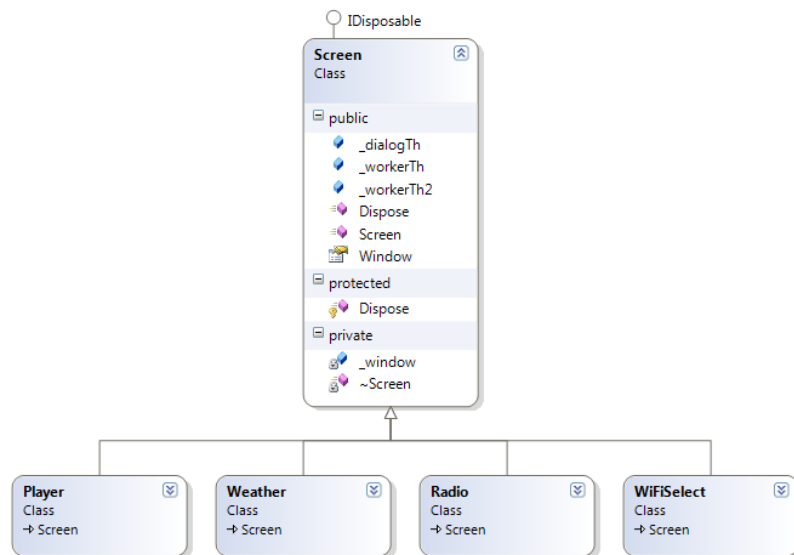 IDisposable
Screen
Class
public
_dialogTh
_workerTh
_workerTh2
Dispose
Screen
Window
protected
Dispose
private
_window
~Screen
Player
Class
Screen
Weather
Class
Screen
Radio
Class
Screen
WiFiSelect
Class
Screen